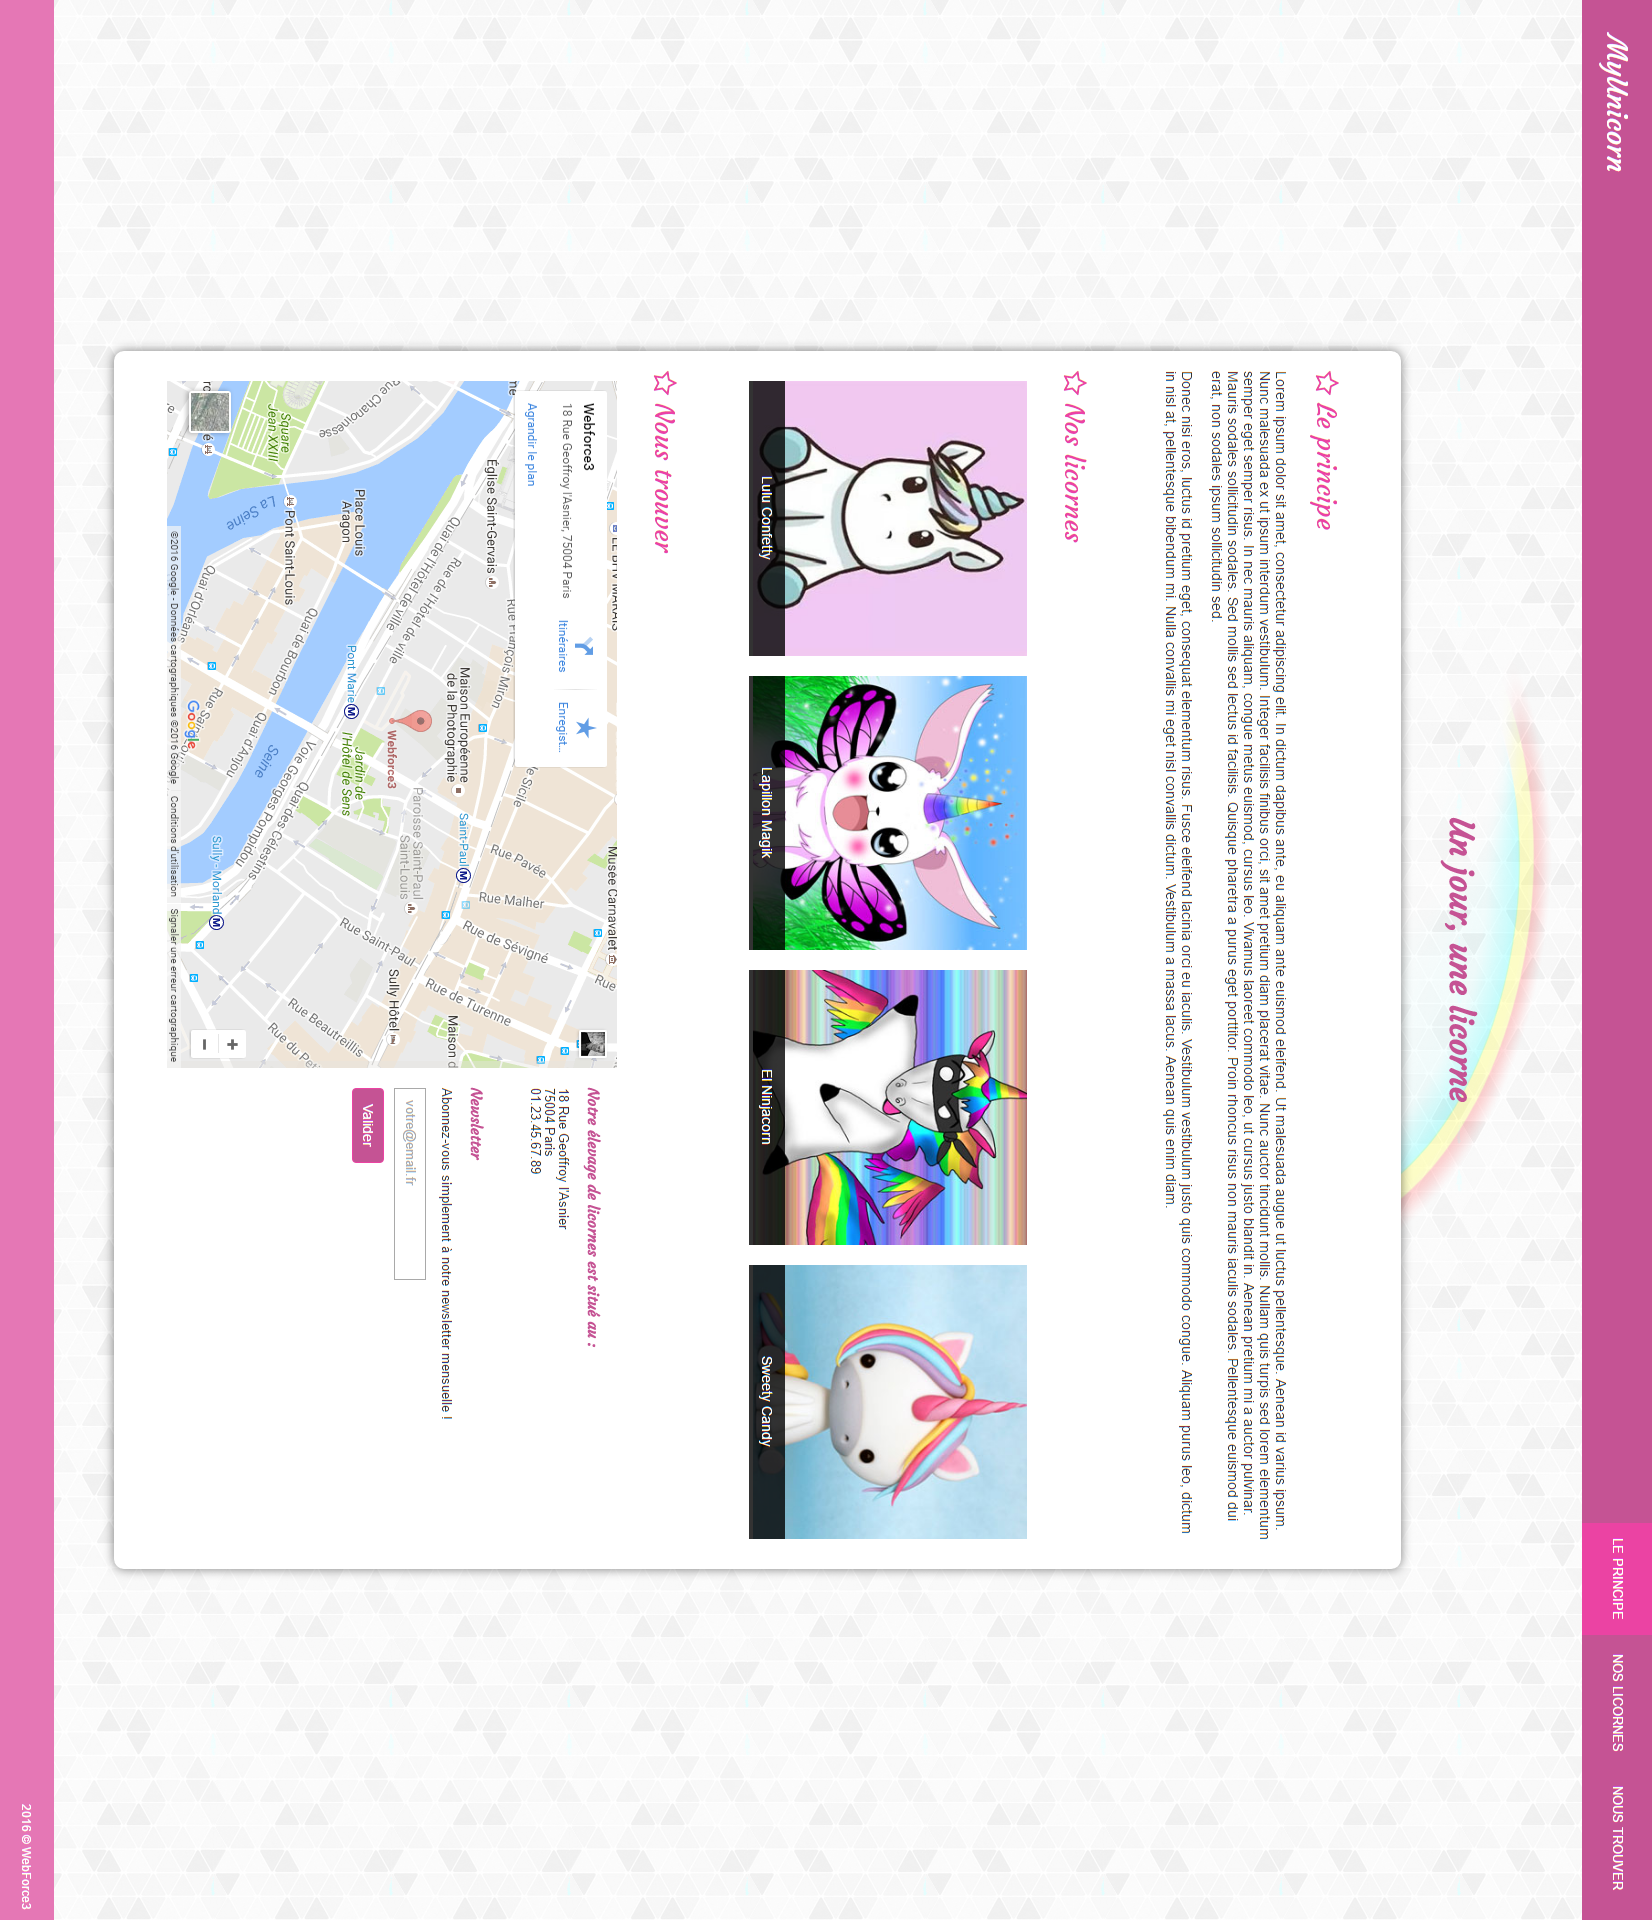 MyUnicorn
LE PRINCIPE
NOS LICORNES
NOUS TROUVER
Un jour, une licorne
Le principe
Lorem ipsum dolor sit amet, consectetur adipiscing elit. In dictum dapibus ante, eu aliquam ante euismod eleifend. Ut malesuada augue ut luctus pellentesque. Aenean id varius ipsum.
Nunc malesuada ex ut ipsum interdum vestibulum. Integer facilisis finibus orci, sit amet pretium diam placerat vitae. Nunc auctor tincidunt mollis. Nullam quis turpis sed lorem elementum
semper eget semper risus. In nec mauris aliquam, congue metus euismod, cursus leo. Vivamus laoreet commodo leo, ut cursus justo blandit in. Aenean pretium mi a auctor pulvinar.
Mauris sodales sollicitudin sodales. Sed mollis sed lectus id facilisis. Quisque pharetra a purus eget porttitor. Proin rhoncus risus non mauris iaculis sodales. Pellentesque euismod dui
erat, non sodales ipsum sollicitudin sed.
Donec nisi eros, luctus id pretium eget, consequat elementum risus. Fusce eleifend lacinia orci eu iaculis. Vestibulum vestibulum justo quis commodo congue. Aliquam purus leo, dictum
in nisl at, pellentesque bibendum mi. Nulla convallis mi eget nisl convallis dictum. Vestibulum a massa lacus. Aenean quis enim diam.
Nos licornes
Lulu Confetty
Lapillon Magik
El Ninjacorn
Sweety Candy
Nous trouver
Webforce3
18 Rue Geoffroy l'Asnier, 75004 Paris
Agrandir le plan
Itinéraires
Enregist...
LE BHV MARAIS
Musée Carnavalet
Rue François Miron
de Sicile
Rue Pavée
Rue Malher
Rue de Sévigné
Rue
Église Saint-Gervais
Quai de l'Hôtel de ville
Rue de l'Hôtel de ville
Maison Européenne
de la Photographie
Saint-Paul
Rue de Turenne
Maison d
Webforce3
Paroisse Saint-Paul
Saint-Louis
Rue Saint-Paul
Sully Hôtel
Place Louis
Aragon
Pont Marie
Jardin de
l'Hôtel de Sens
Rue Beautreillis
Rue du Pet
Rue Chanoinesse
Square
Jean XXIII
La Seine
Pont Saint-Louis
Quai de Bourbon
Quai d'Anjou
Seine
Voie Georges Pompidou
Quai des Célestins
Quai d'Orléans
Sully - Morland
Google
©2016 Google - Données cartographiques ©2016 Google
Conditions d'utilisation
Signaler une erreur cartographique
Notre élevage de licornes est situé au :
18 Rue Geoffroy l'Asnier
75004 Paris
01.23.45.67.89
Newsletter
Abonnez-vous simplement à notre newsletter mensuelle !
votre@email.fr
Valider
2016 © WebForce3